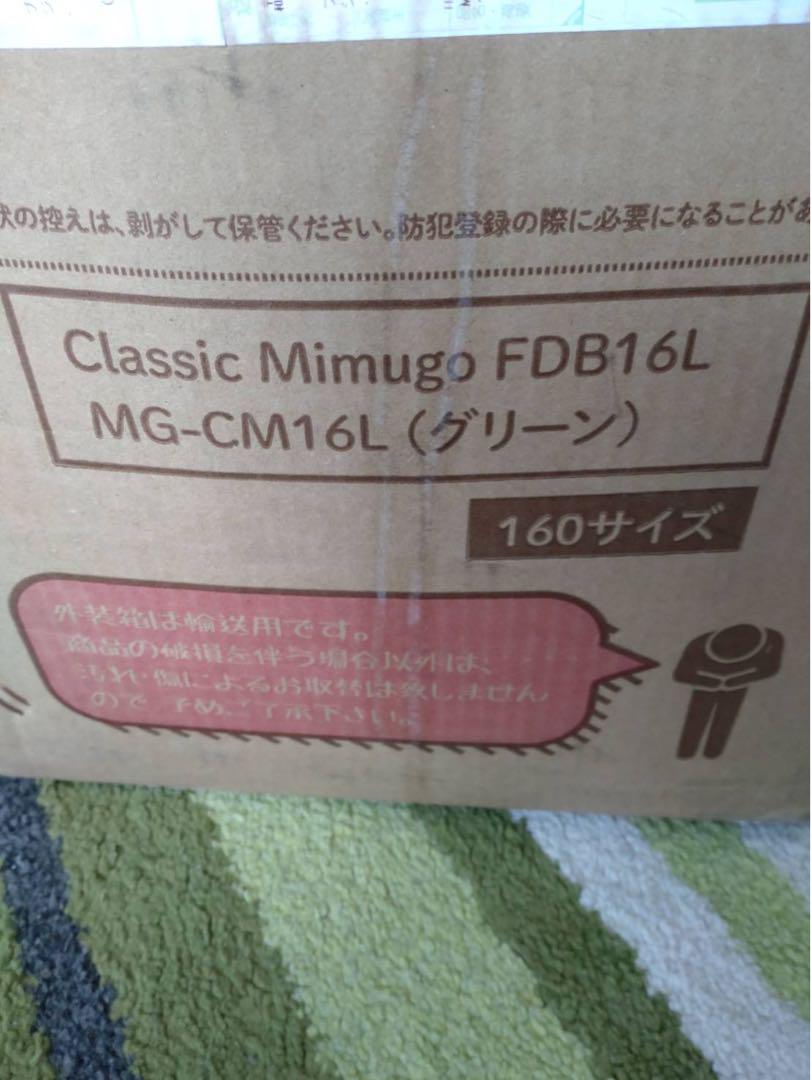 状の控えは、剥がして保管ください。防犯登録の際に必要になることがあ
Classic Mimugo FDB16L
MG-CM16L（グリーン）
160サイズ
外装箱は輸送用です。
商品の破損を伴う場合以外は、
汚れ・傷によるお取替は致しません
ので 予めご了承下さい。